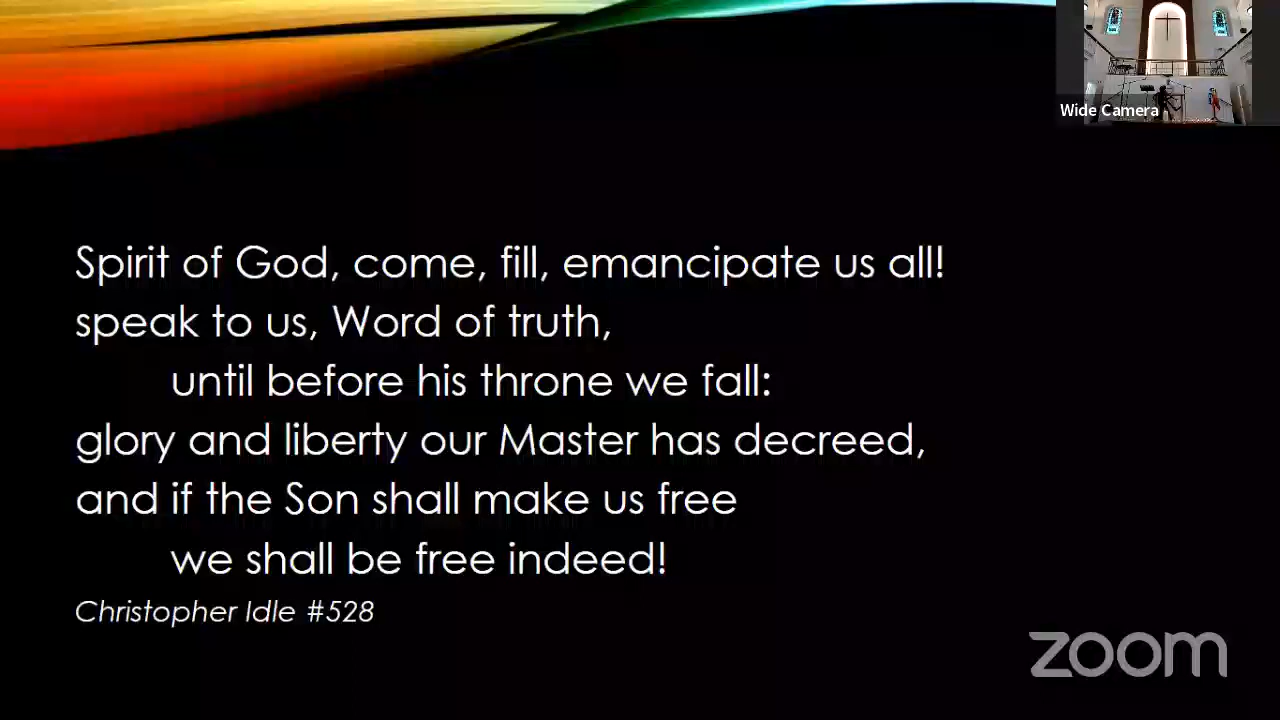 Wide Camera
Spirit of God, come, fill, emancipate us all!
speak to us, Word of truth,
until before his throne we fall:
glory and liberty our Master has decreed,
and if the Son shall make us free
we shall be free indeed!
Christopher Idle #528
zoom